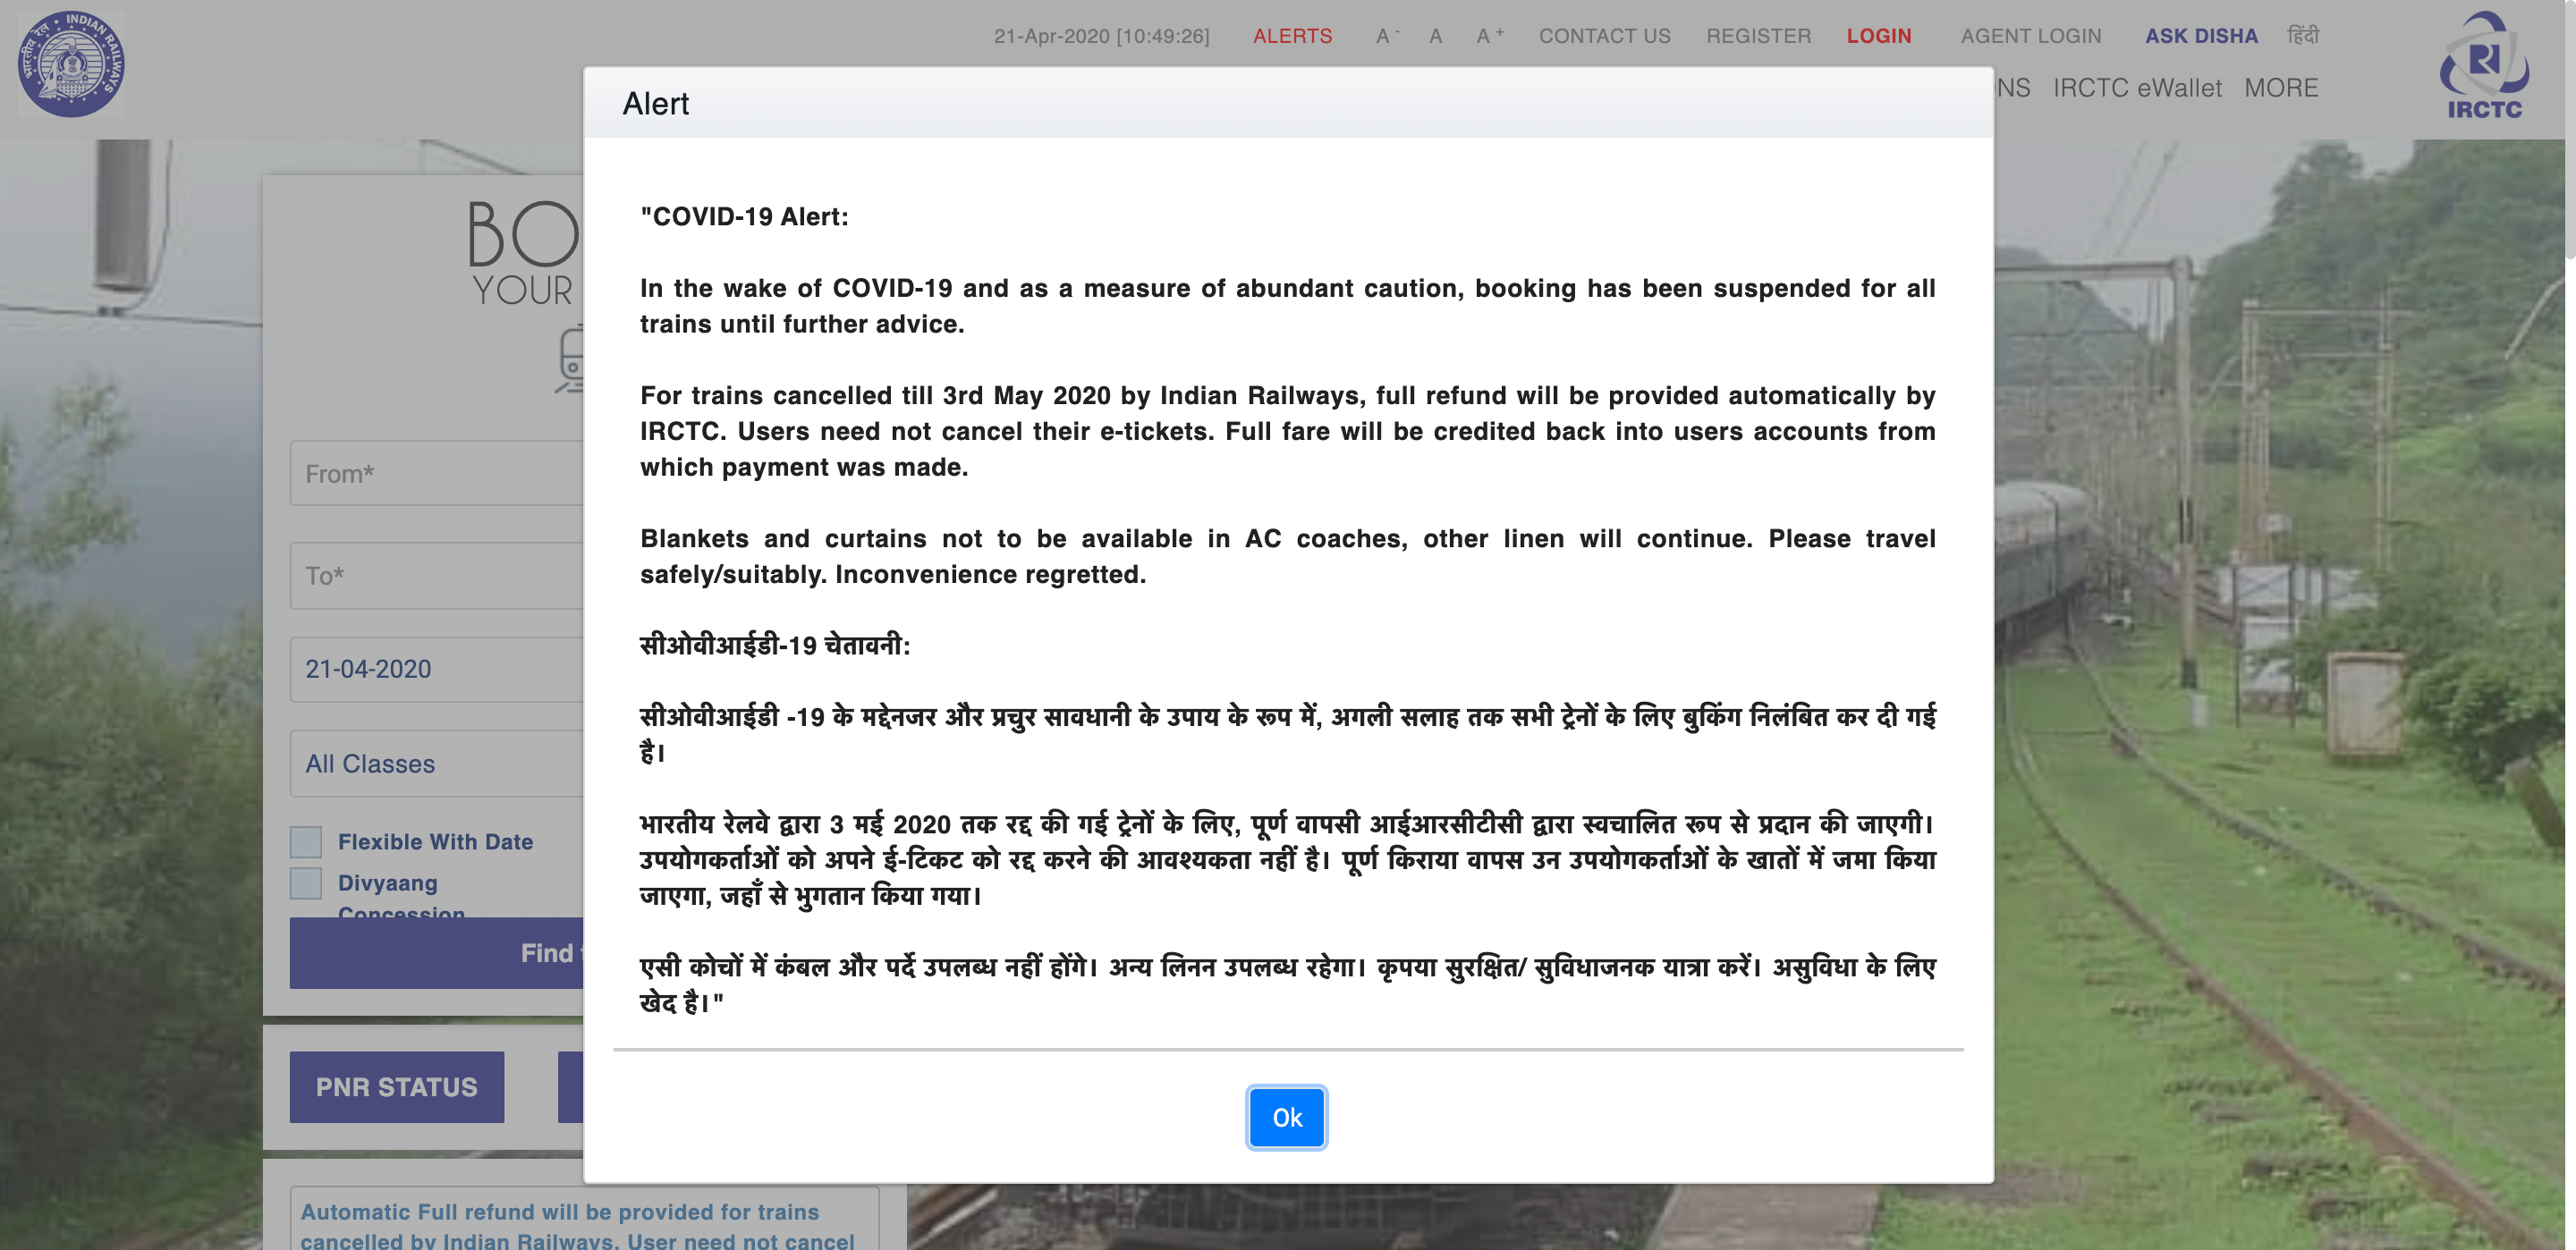 भारतीय रेल INDIAN RAILWAYS
21-Apr-2020 [10:49:26] ALERTS A - A A + CONTACT US REGISTER LOGIN AGENT LOGIN ASK DISHA हिंदी
NS IRCTC eWallet MORE
IRCTC
Alert
"COVID-19 Alert:
In the wake of COVID-19 and as a measure of abundant caution, booking has been suspended for all
trains until further advice.
For trains cancelled till 3rd May 2020 by Indian Railways, full refund will be provided automatically by
IRCTC. Users need not cancel their e-tickets. Full fare will be credited back into users accounts from
which payment was made.
Blankets and curtains not to be available in AC coaches, other linen will continue. Please travel
safely/suitably. Inconvenience regretted.
सीओवीआईडी-19 चेतावनी:
सीओवीआईडी -19 के मद्देनजर और प्रचुर सावधानी के उपाय के रूप में, अगली सलाह तक सभी ट्रेनों के लिए बुकिंग निलंबित कर दी गई
है।
भारतीय रेलवे द्वारा 3 मई 2020 तक रद्द की गई ट्रेनों के लिए, पूर्ण वापसी आईआरसीटीसी द्वारा स्वचालित रूप से प्रदान की जाएगी।
उपयोगकर्ताओं को अपने ई-टिकट को रद्द करने की आवश्यकता नहीं है। पूर्ण किराया वापस उन उपयोगकर्ताओं के खातों में जमा किया
जाएगा, जहाँ से भुगतान किया गया।
एसी कोचों में कंबल और पर्दे उपलब्ध नहीं होंगे। अन्य लिनन उपलब्ध रहेगा। कृपया सुरक्षित/ सुविधाजनक यात्रा करें। असुविधा के लिए
खेद है।"
Ok
BO
YOUR
From*
To*
21-04-2020
All Classes
Flexible With Date
Divyaang
Concession
Find
PNR STATUS
Automatic Full refund will be provided for trains
cancelled by Indian Railways. User need not cancel